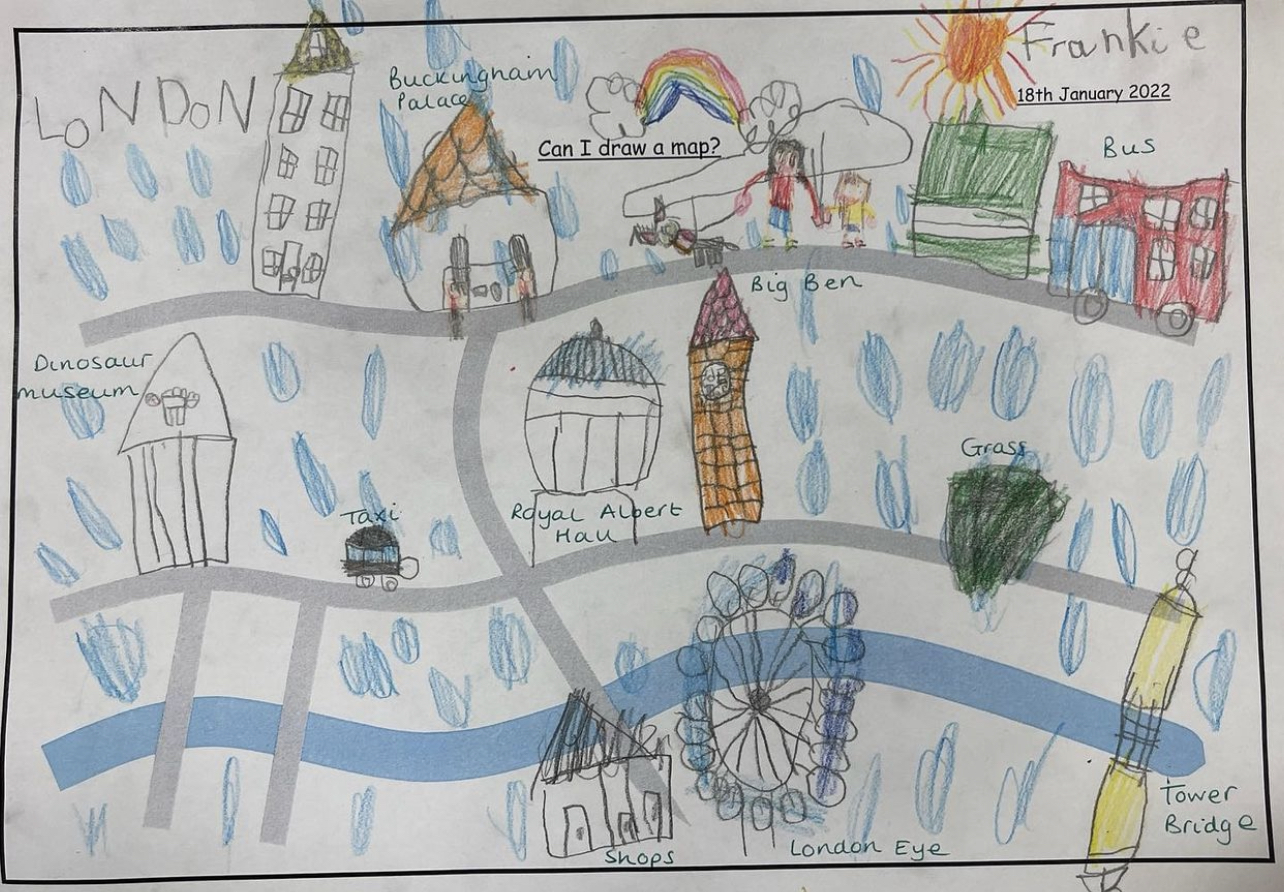 LONDON
Frankie
18th January 2022
Buckingham
Palace
Can I draw a map?
Bus
Big Ben
Dinosaur
museum
Grass
Taxi
Royal Albert
Hall
Tower
Bridge
Shops
London Eye